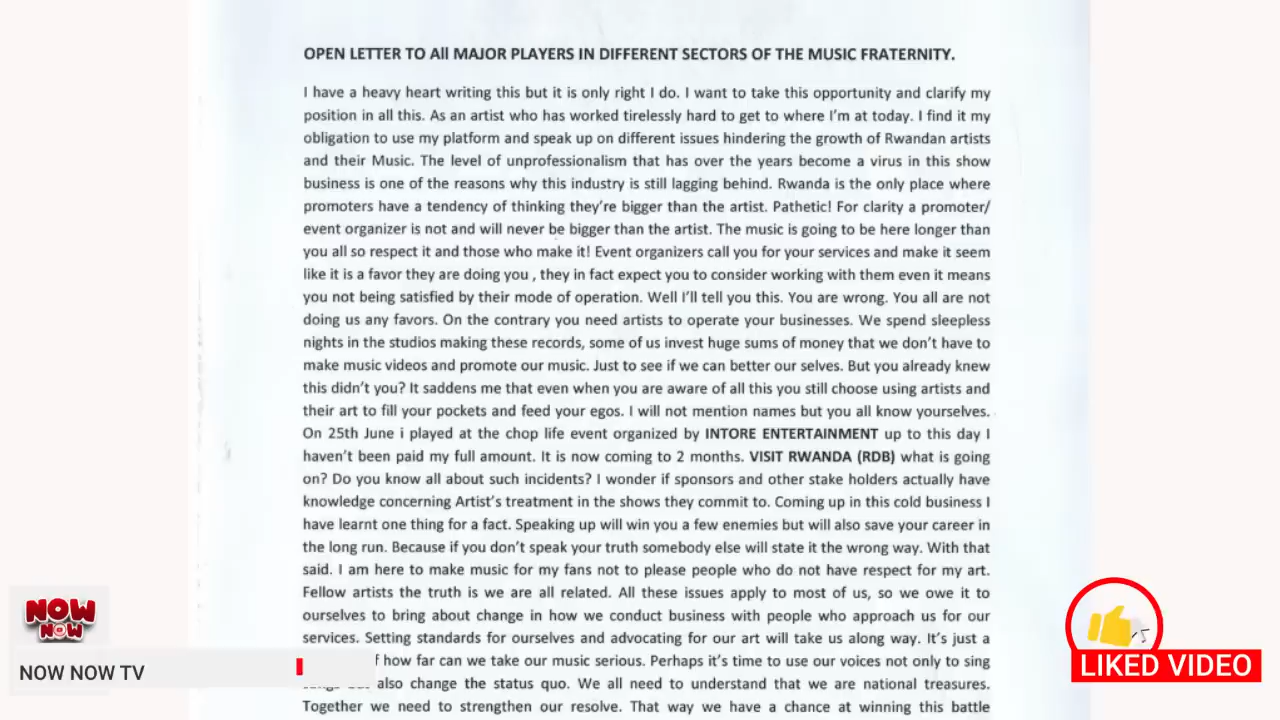 OPEN LETTER TO All MAJOR PLAYERS IN DIFFERENT SECTORS OF THE MUSIC FRATERNITY.
I have a heavy heart writing this but it is only right I do. I want to take this opportunity and clarify my
position in all this. As an artist who has worked tirelessly hard to get to where I'm at today. I find it my
obligation to use my platform and speak up on different issues hindering the growth of Rwandan artists
and their Music. The level of unprofessionalism that has over the years become a virus in this show
business is one of the reasons why this industry is still lagging behind. Rwanda is the only place where
promoters have a tendency of thinking they're bigger than the artist. Pathetic! For clarity a promoter/
event organizer is not and will never be bigger than the artist. The music is going to be here longer than
you all so respect it and those who make it! Event organizers call you for your services and make it seem
like it is a favor they are doing you , they in fact expect you to consider working with them even it means
you not being satisfied by their mode of operation. Well I'll tell you this. You are wrong. You all are not
doing us any favors. On the contrary you need artists to operate your businesses. We spend sleepless
nights in the studios making these records, some of us invest huge sums of money that we don't have to
make music videos and promote our music. Just to see if we can better our selves. But you already knew
this didn't you? It saddens me that even when you are aware of all this you still choose using artists and
their art to fill your pockets and feed your egos. I will not mention names but you all know yourselves.
On 25th June i played at the chop life event organized by INTORE ENTERTAINMENT up to this day I
haven't been paid my full amount. It is now coming to 2 months. VISIT RWANDA (RDB) what is going
on? Do you know all about such incidents? I wonder if sponsors and other stake holders actually have
knowledge concerning Artist's treatment in the shows they commit to. Coming up in this cold business I
have learnt one thing for a fact. Speaking up will win you a few enemies but will also save your career in
the long run. Because if you don't speak your truth somebody else will state it the wrong way. With that
said. I am here to make music for my fans not to please people who do not have respect for my art.
Fellow artists the truth is we are all related. All these issues apply to most of us, so we owe it to
ourselves to bring about change in how we conduct business with people who approach us for our
services. Setting standards for ourselves and advocating for our art will take us along way. It's just a
how far can we take our music serious. Perhaps it's time to use our voices not only to sing
also change the status quo. We all need to understand that we are national treasures.
Together we need to strengthen our resolve. That way we have a chance at winning this battle
NOW NOW
NOW NOW TV
LIKED VIDEO